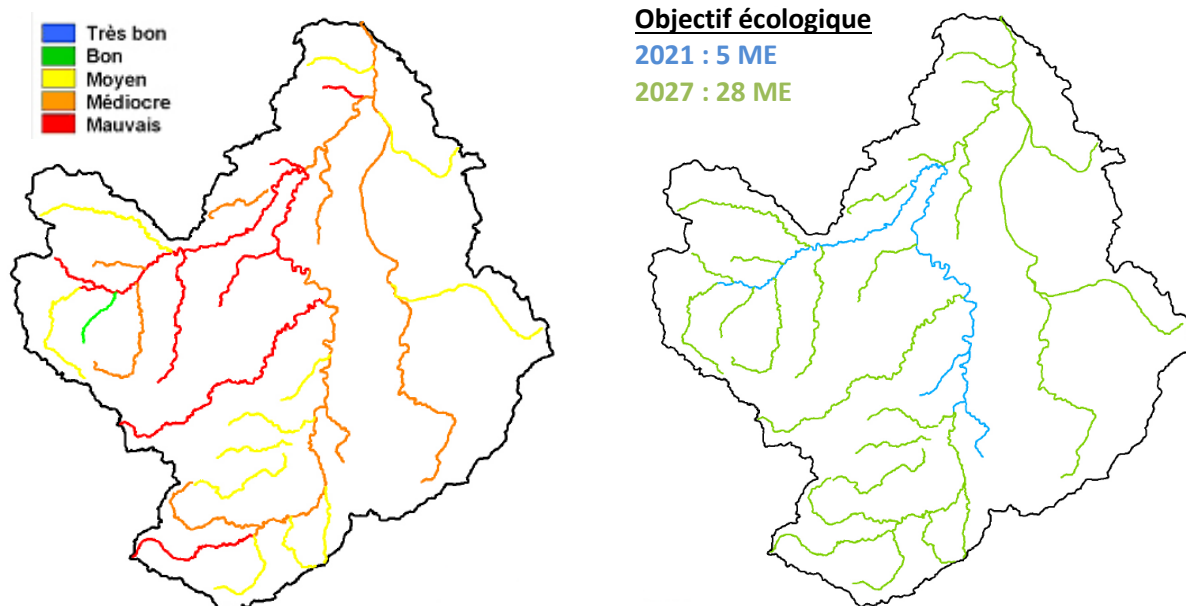 Très bon
Bon
Moyen
Médiocre
Mauvais
Objectif écologique
2021 : 5 ME
2027 : 28 ME